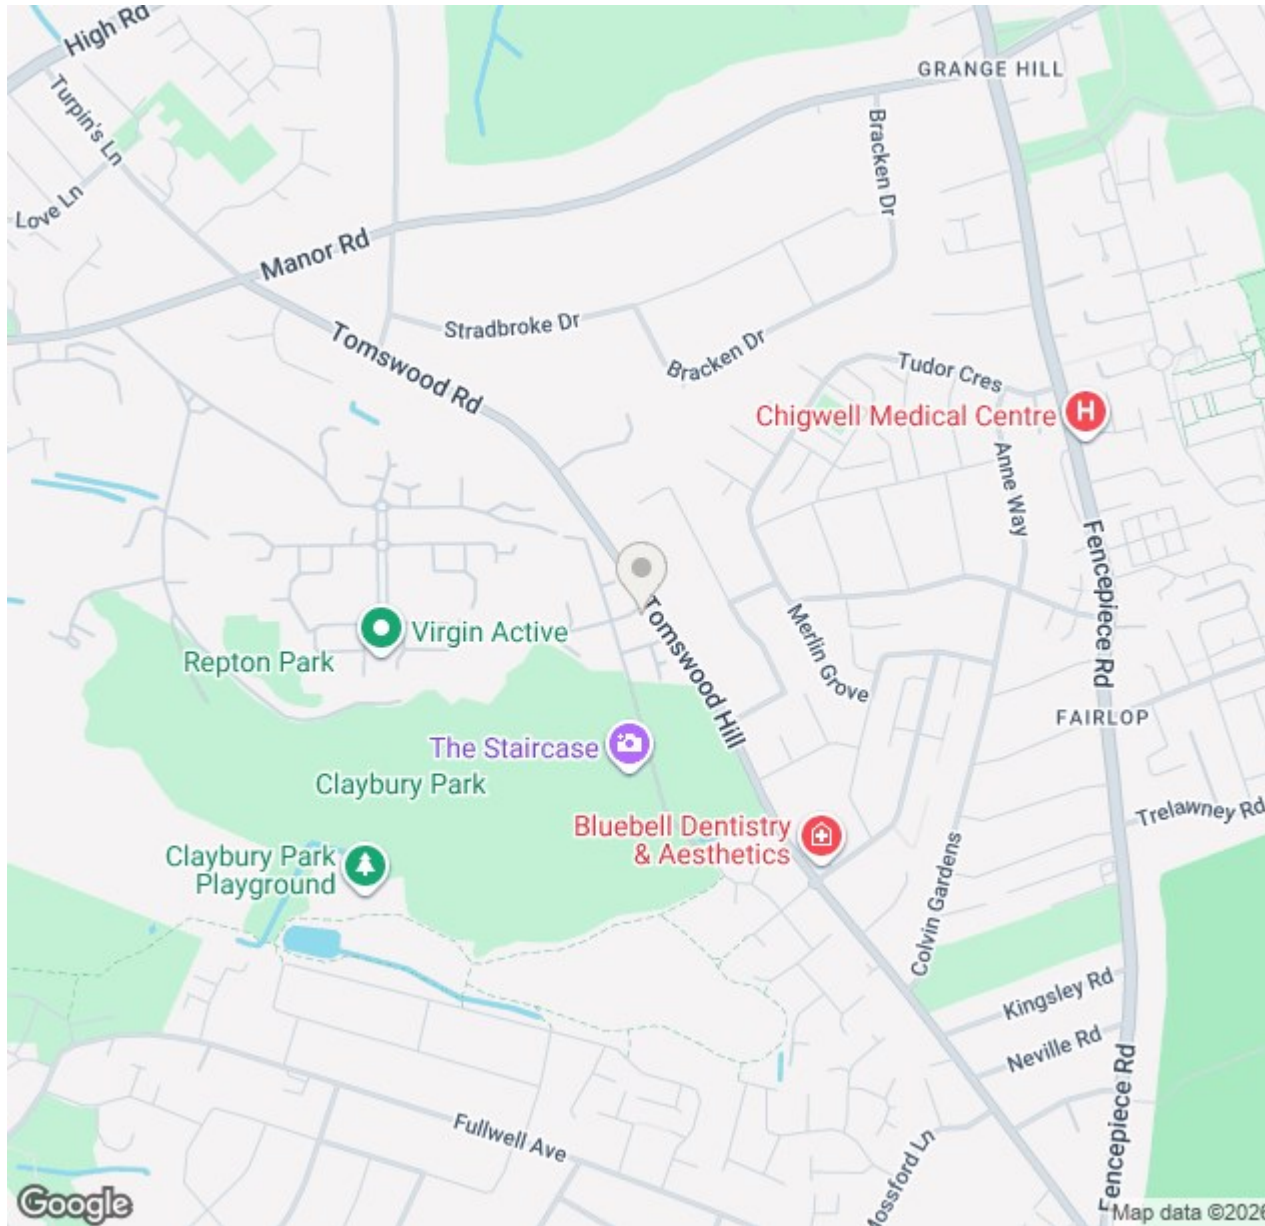 High Rd
GRANGE HILL
Turpin's Ln
Bracken Dr
Love Ln
Manor Rd
Stradbroke Dr
Tomswood Rd
Bracken Dr
Tudor Cres
Chigwell Medical Centre
Anne Way
Fencepiece Rd
Tomswood Hill
Merlin Grove
Virgin Active
Repton Park
FAIRLOP
The Staircase
Claybury Park
Trelawney Rd
Bluebell Dentistry
& Aesthetics
Claybury Park
Playground
Colvin Gardens
Kingsley Rd
Neville Rd
Fencepiece Rd
Fullwell Ave
Mossford Ln
Google
Map data ©2026